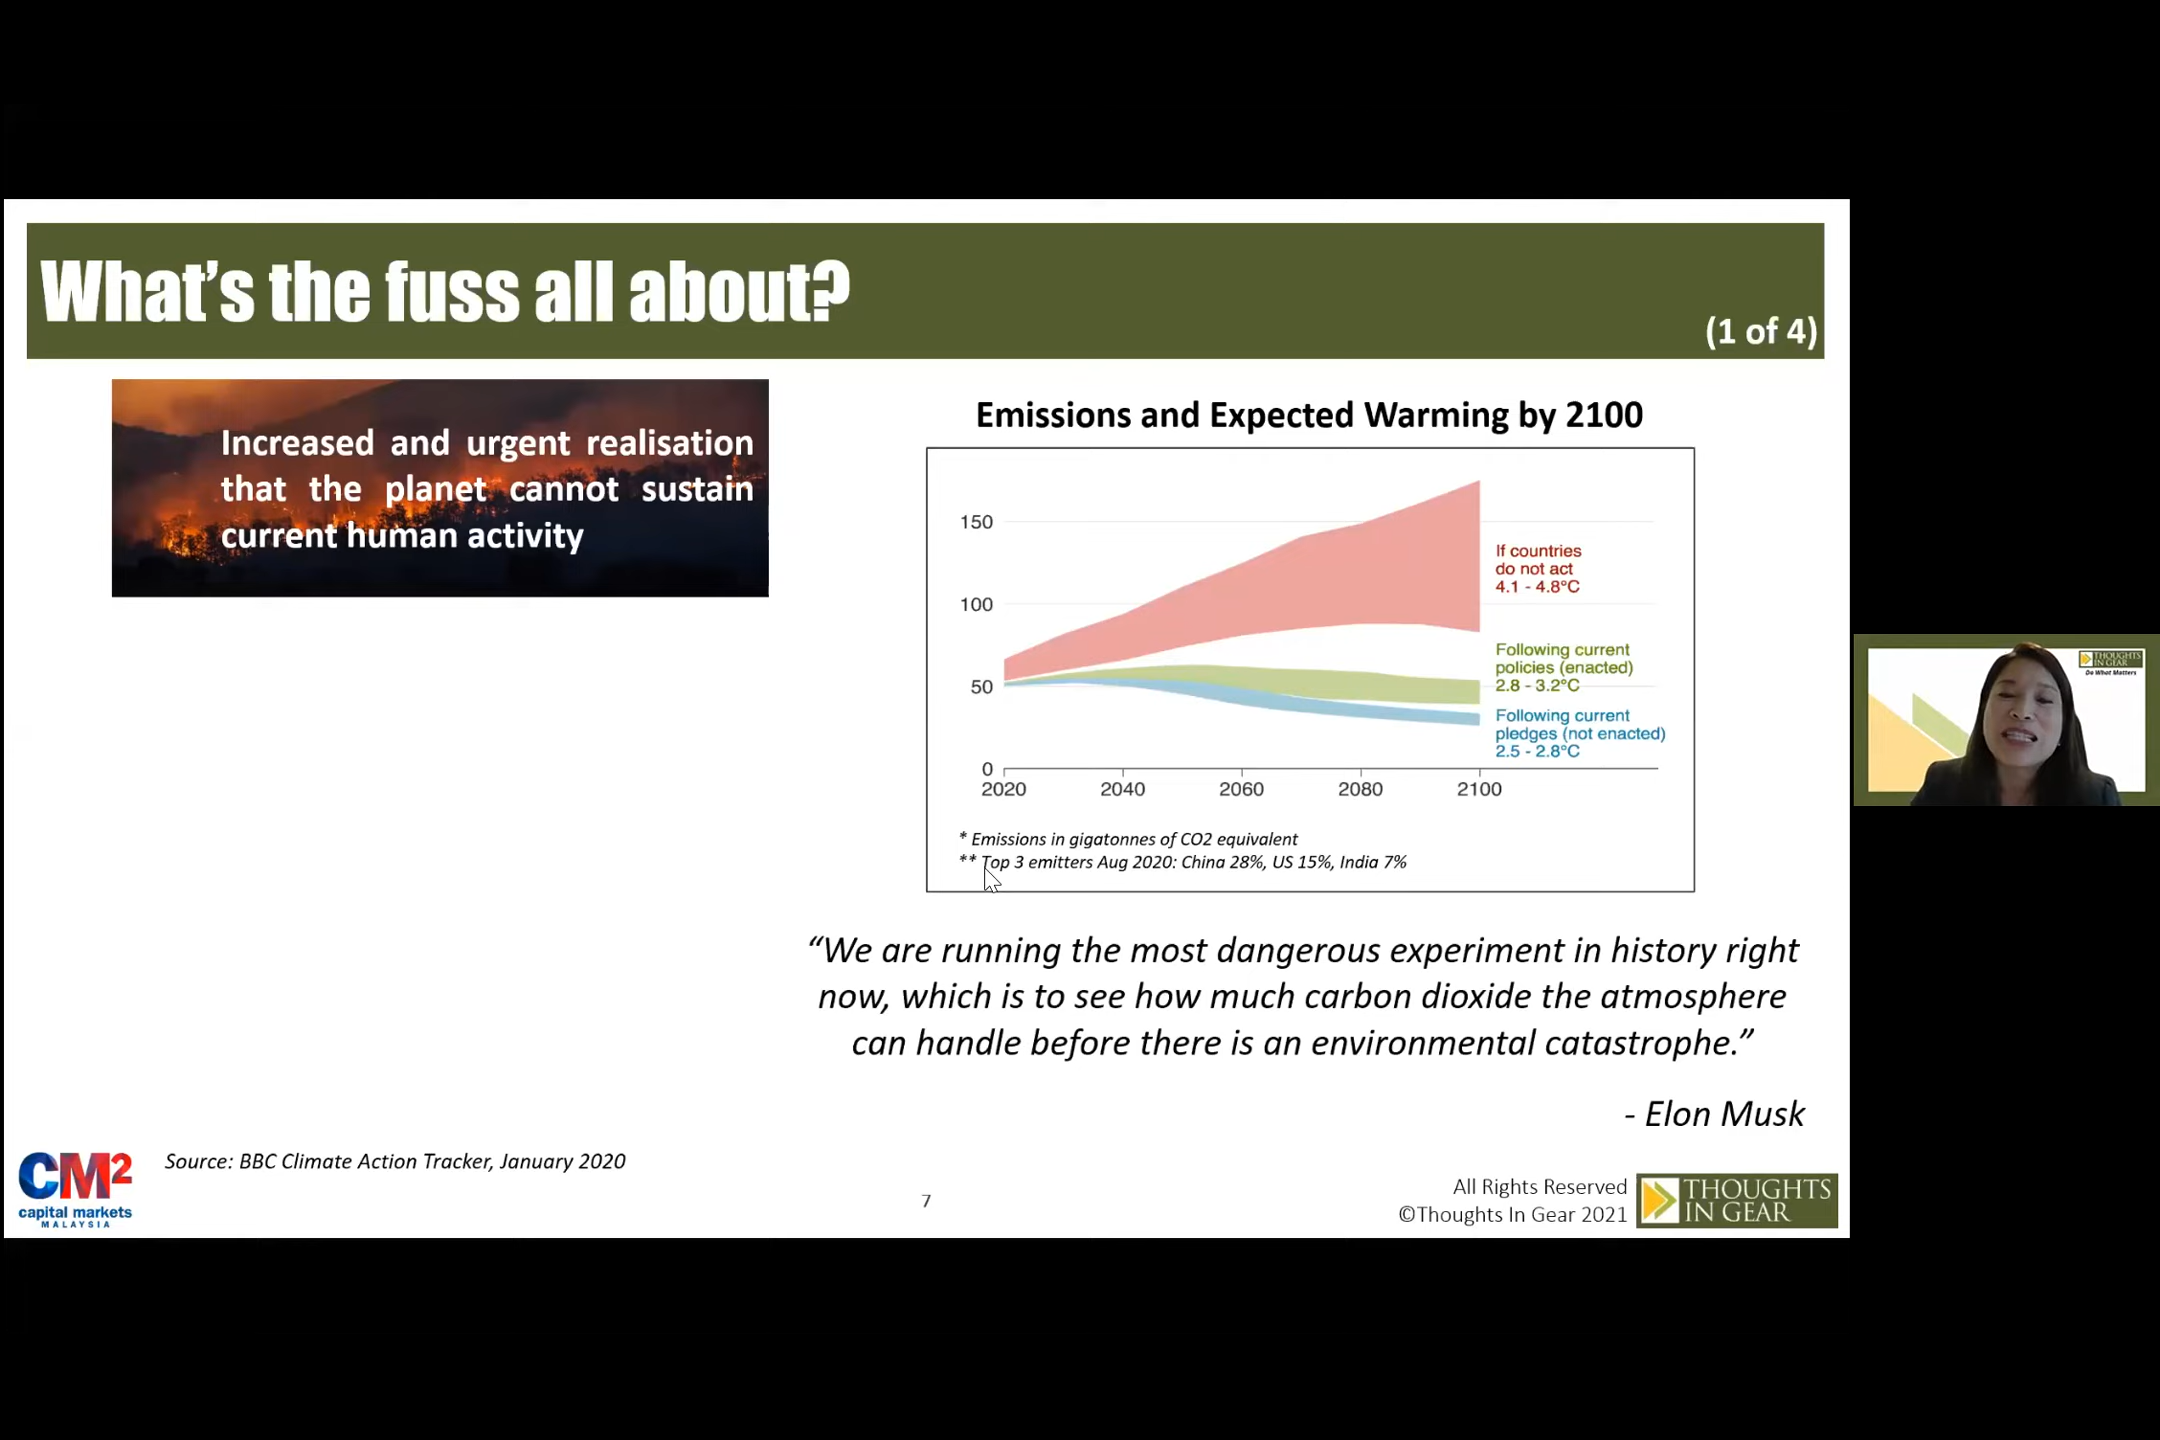 What's the fuss all about?
(1 of 4)
Increased and urgent realisation
that the planet cannot sustain
current human activity
Emissions and Expected Warming by 2100
150
100
50
0
2020 2040 2060 2080 2100
If countries
do not act
4.1 - 4.8°C
Following current
policies (enacted)
2.8 - 3.2°C
Following current
pledges (not enacted)
2.5 - 2.8°C
* Emissions in gigatonnes of CO2 equivalent
** Top 3 emitters Aug 2020: China 28%, US 15%, India 7%
“We are running the most dangerous experiment in history right
now, which is to see how much carbon dioxide the atmosphere
can handle before there is an environmental catastrophe.”
- Elon Musk
CM2
capital markets
MALAYSIA
Source: BBC Climate Action Tracker, January 2020
7
All Rights Reserved
©Thoughts In Gear 2021
THOUGHTS
IN GEAR
THOUGHTS
IN GEAR
Do What Matters